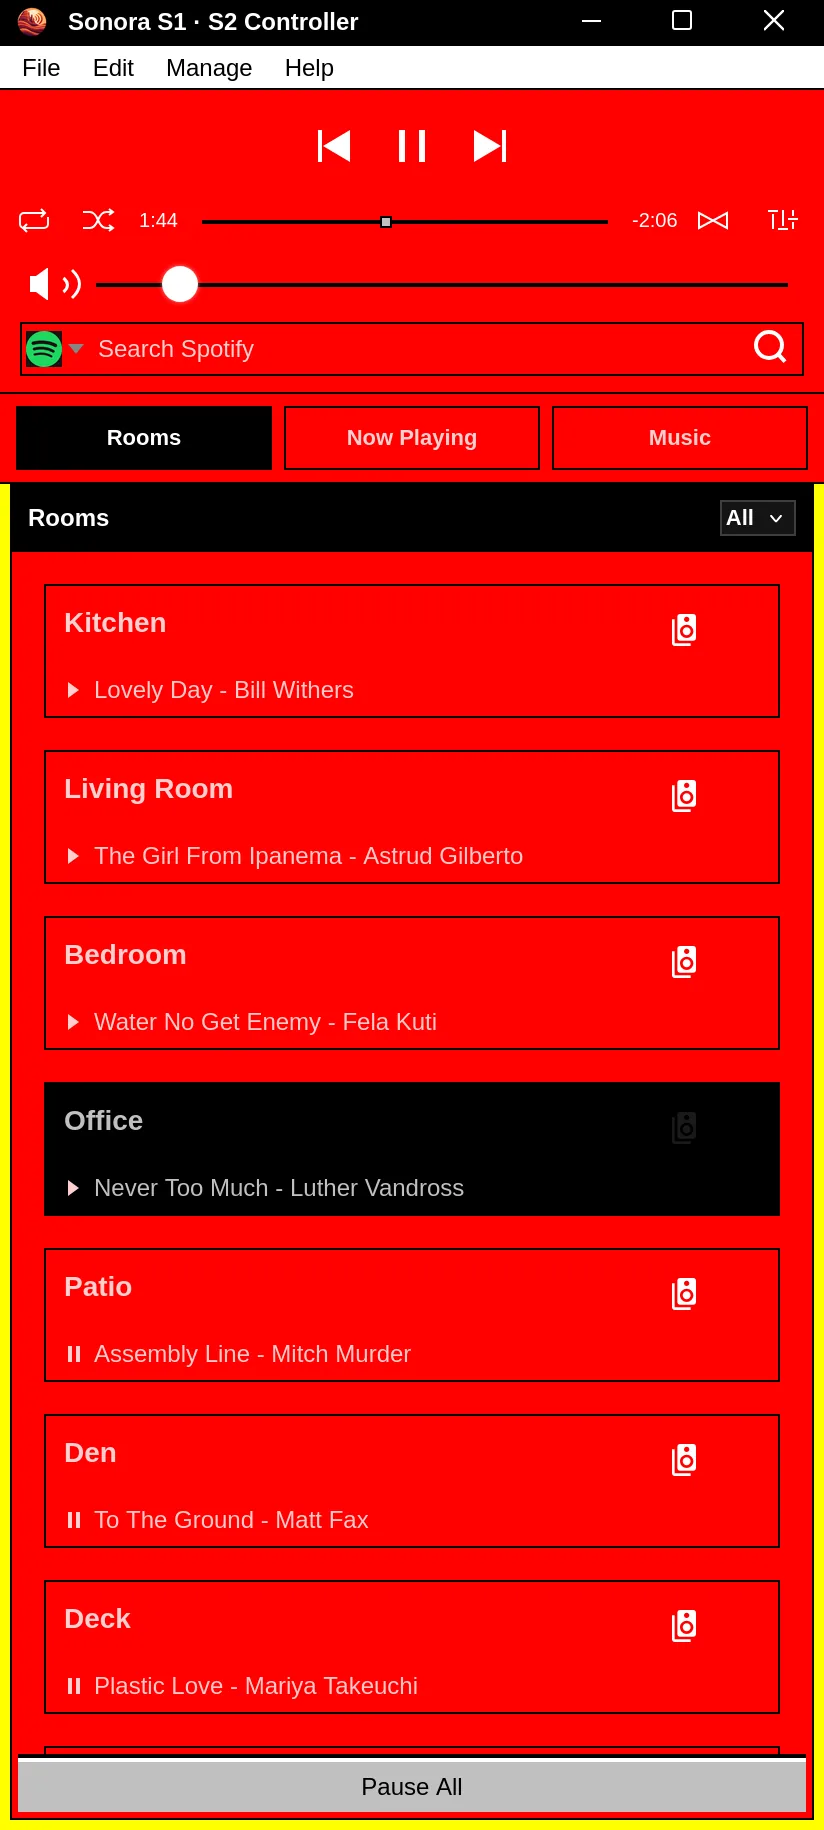 Sonora S1 · S2 Controller
File Edit Manage Help
1:44 -2:06
Search Spotify
Rooms Now Playing Music
Rooms All
Kitchen
Lovely Day - Bill Withers
Living Room
The Girl From Ipanema - Astrud Gilberto
Bedroom
Water No Get Enemy - Fela Kuti
Office
Never Too Much - Luther Vandross
Patio
Assembly Line - Mitch Murder
Den
To The Ground - Matt Fax
Deck
Plastic Love - Mariya Takeuchi
Pause All